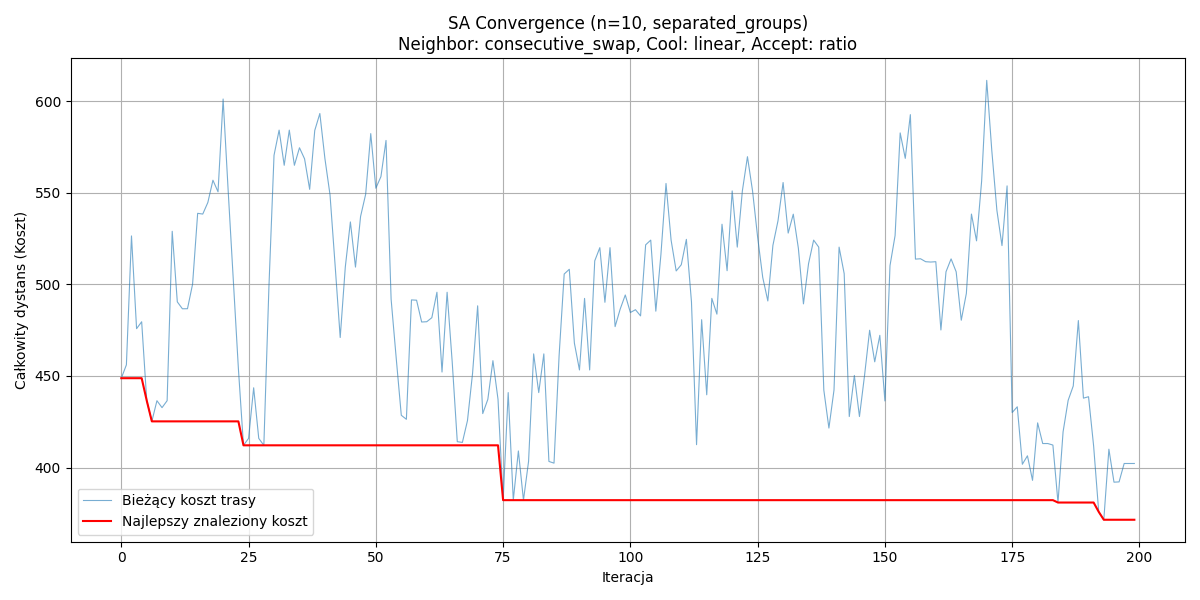 SA Convergence (n=10, separated_groups)
Neighbor: consecutive_swap, Cool: linear, Accept: ratio
Całkowity dystans (Koszt)
600
550
500
450
400
Bieżący koszt trasy
Najlepszy znaleziony koszt
0 25 50 75 100 125 150 175 200
Iteracja